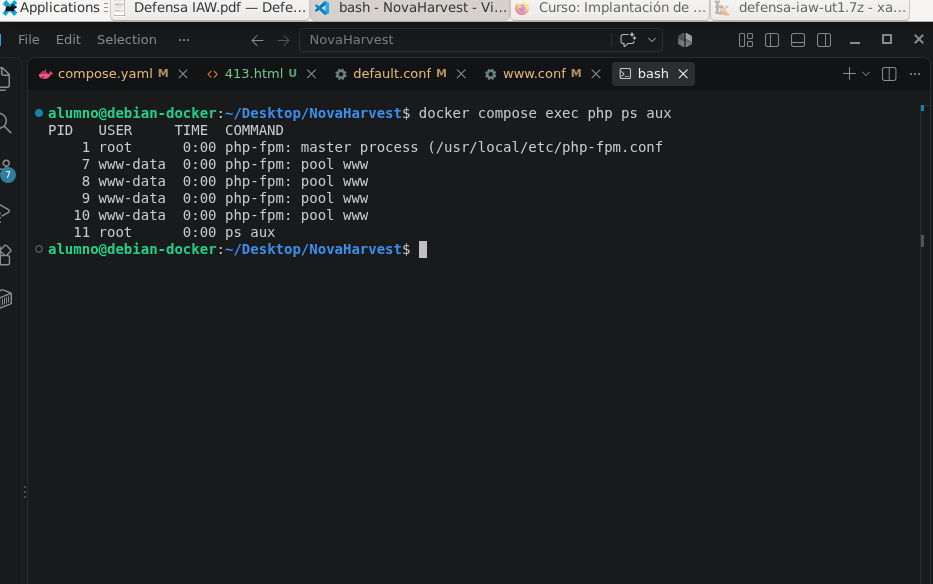 Applications
Defensa IAW.pdf — Defe...
bash - NovaHarvest - Vi...
Curso: Implantación de ...
defensa-iaw-ut1.7z - xa...
File Edit Selection ···
NovaHarvest
compose.yaml M
413.html U
default.conf M
www.conf M
bash
alumno@debian-docker:~/Desktop/NovaHarvest$ docker compose exec php ps aux
PID   USER     TIME  COMMAND
    1 root      0:00 php-fpm: master process (/usr/local/etc/php-fpm.conf
    7 www-data  0:00 php-fpm: pool www
    8 www-data  0:00 php-fpm: pool www
    9 www-data  0:00 php-fpm: pool www
   10 www-data  0:00 php-fpm: pool www
   11 root      0:00 ps aux
alumno@debian-docker:~/Desktop/NovaHarvest$
7